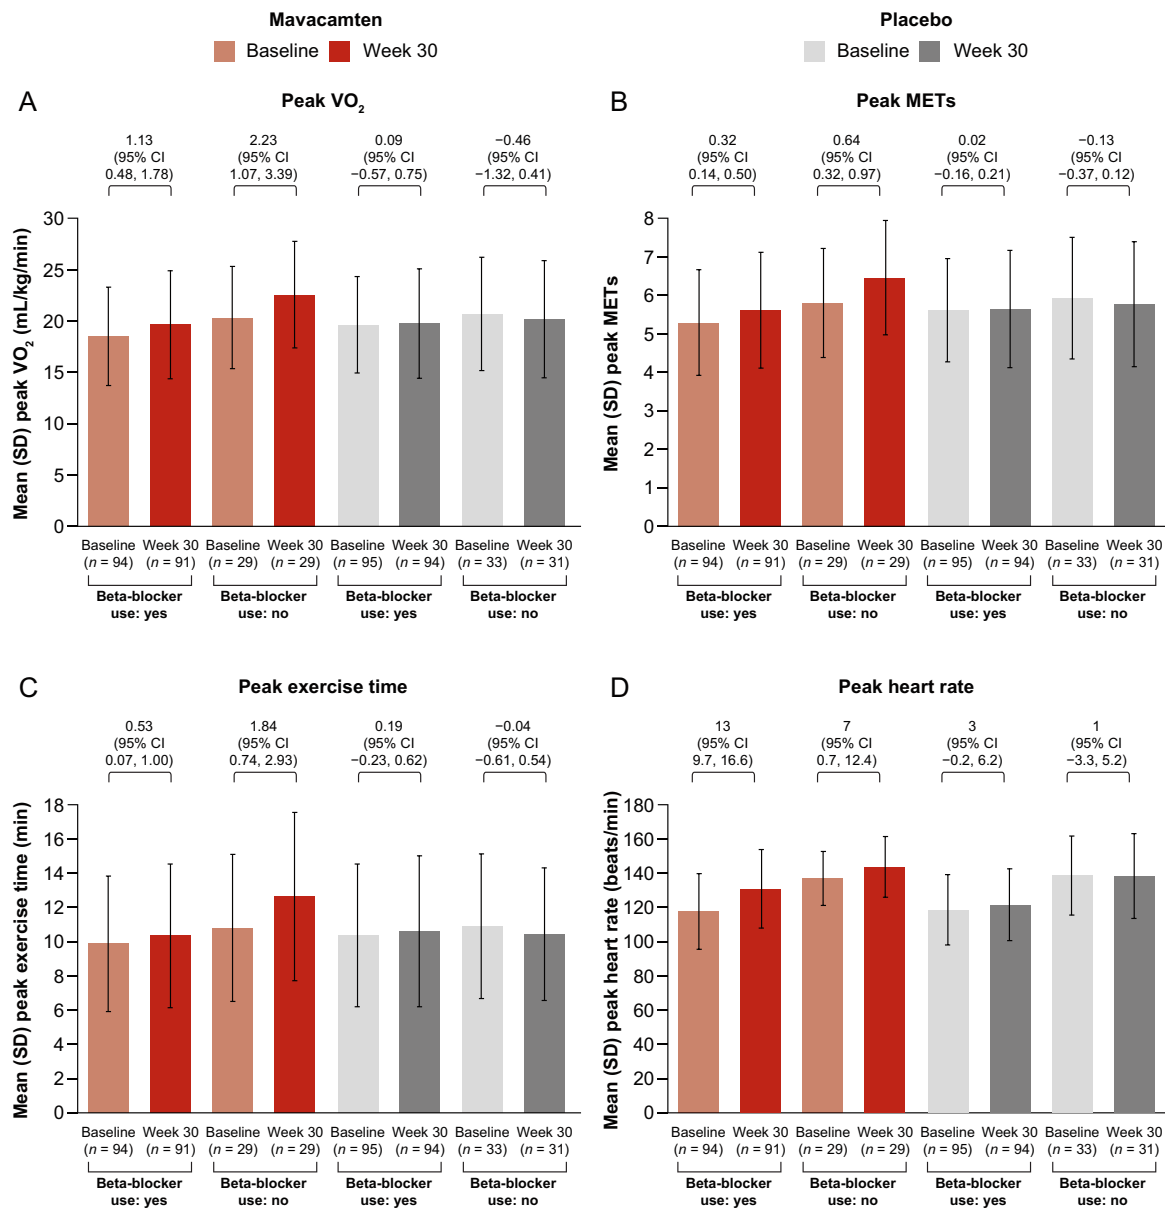 Mavacamten
Baseline Week 30
Placebo
Baseline Week 30
A
Peak VO2
1.13
(95% CI
0.48, 1.78)
2.23
(95% CI
1.07, 3.39)
0.09
(95% CI
−0.57, 0.75)
−0.46
(95% CI
−1.32, 0.41)
Mean (SD) peak VO2 (mL/kg/min)
30
25
20
15
10
5
0
Baseline Week 30 Baseline Week 30 Baseline Week 30 Baseline Week 30
(n = 94) (n = 91) (n = 29) (n = 29) (n = 95) (n = 94) (n = 33) (n = 31)
Beta-blocker Beta-blocker Beta-blocker Beta-blocker
use: yes use: no use: yes use: no
B
Peak METs
0.32
(95% CI
0.14, 0.50)
0.64
(95% CI
0.32, 0.97)
0.02
(95% CI
−0.16, 0.21)
−0.13
(95% CI
−0.37, 0.12)
Mean (SD) peak METs
8
7
6
5
4
3
2
1
0
Baseline Week 30 Baseline Week 30 Baseline Week 30 Baseline Week 30
(n = 94) (n = 91) (n = 29) (n = 29) (n = 95) (n = 94) (n = 33) (n = 31)
Beta-blocker Beta-blocker Beta-blocker Beta-blocker
use: yes use: no use: yes use: no
C
Peak exercise time
0.53
(95% CI
0.07, 1.00)
1.84
(95% CI
0.74, 2.93)
0.19
(95% CI
−0.23, 0.62)
−0.04
(95% CI
−0.61, 0.54)
Mean (SD) peak exercise time (min)
18
16
14
12
10
8
6
4
2
0
Baseline Week 30 Baseline Week 30 Baseline Week 30 Baseline Week 30
(n = 94) (n = 91) (n = 29) (n = 29) (n = 95) (n = 94) (n = 33) (n = 31)
Beta-blocker Beta-blocker Beta-blocker Beta-blocker
use: yes use: no use: yes use: no
D
Peak heart rate
13
(95% CI
9.7, 16.6)
7
(95% CI
0.7, 12.4)
3
(95% CI
−0.2, 6.2)
1
(95% CI
−3.3, 5.2)
Mean (SD) peak heart rate (beats/min)
180
160
140
120
100
80
60
40
20
0
Baseline Week 30 Baseline Week 30 Baseline Week 30 Baseline Week 30
(n = 94) (n = 91) (n = 29) (n = 29) (n = 95) (n = 94) (n = 33) (n = 31)
Beta-blocker Beta-blocker Beta-blocker Beta-blocker
use: yes use: no use: yes use: no